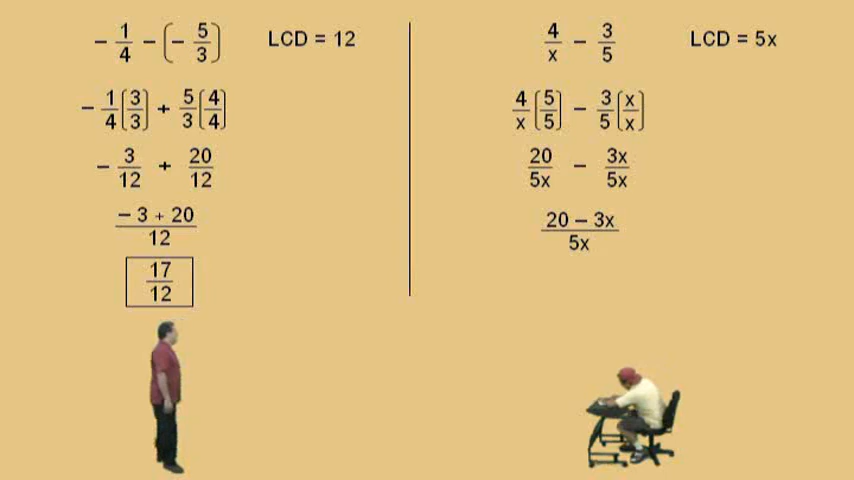 - 1/4 - (- 5/3) LCD = 12
- 1/4 (3/3) + 5/3 (4/4)
- 3/12 + 20/12
- 3 + 20 / 12
17/12
4/x - 3/5 LCD = 5x
4/x (5/5) - 3/5 (x/x)
20/5x - 3x/5x
20 - 3x / 5x